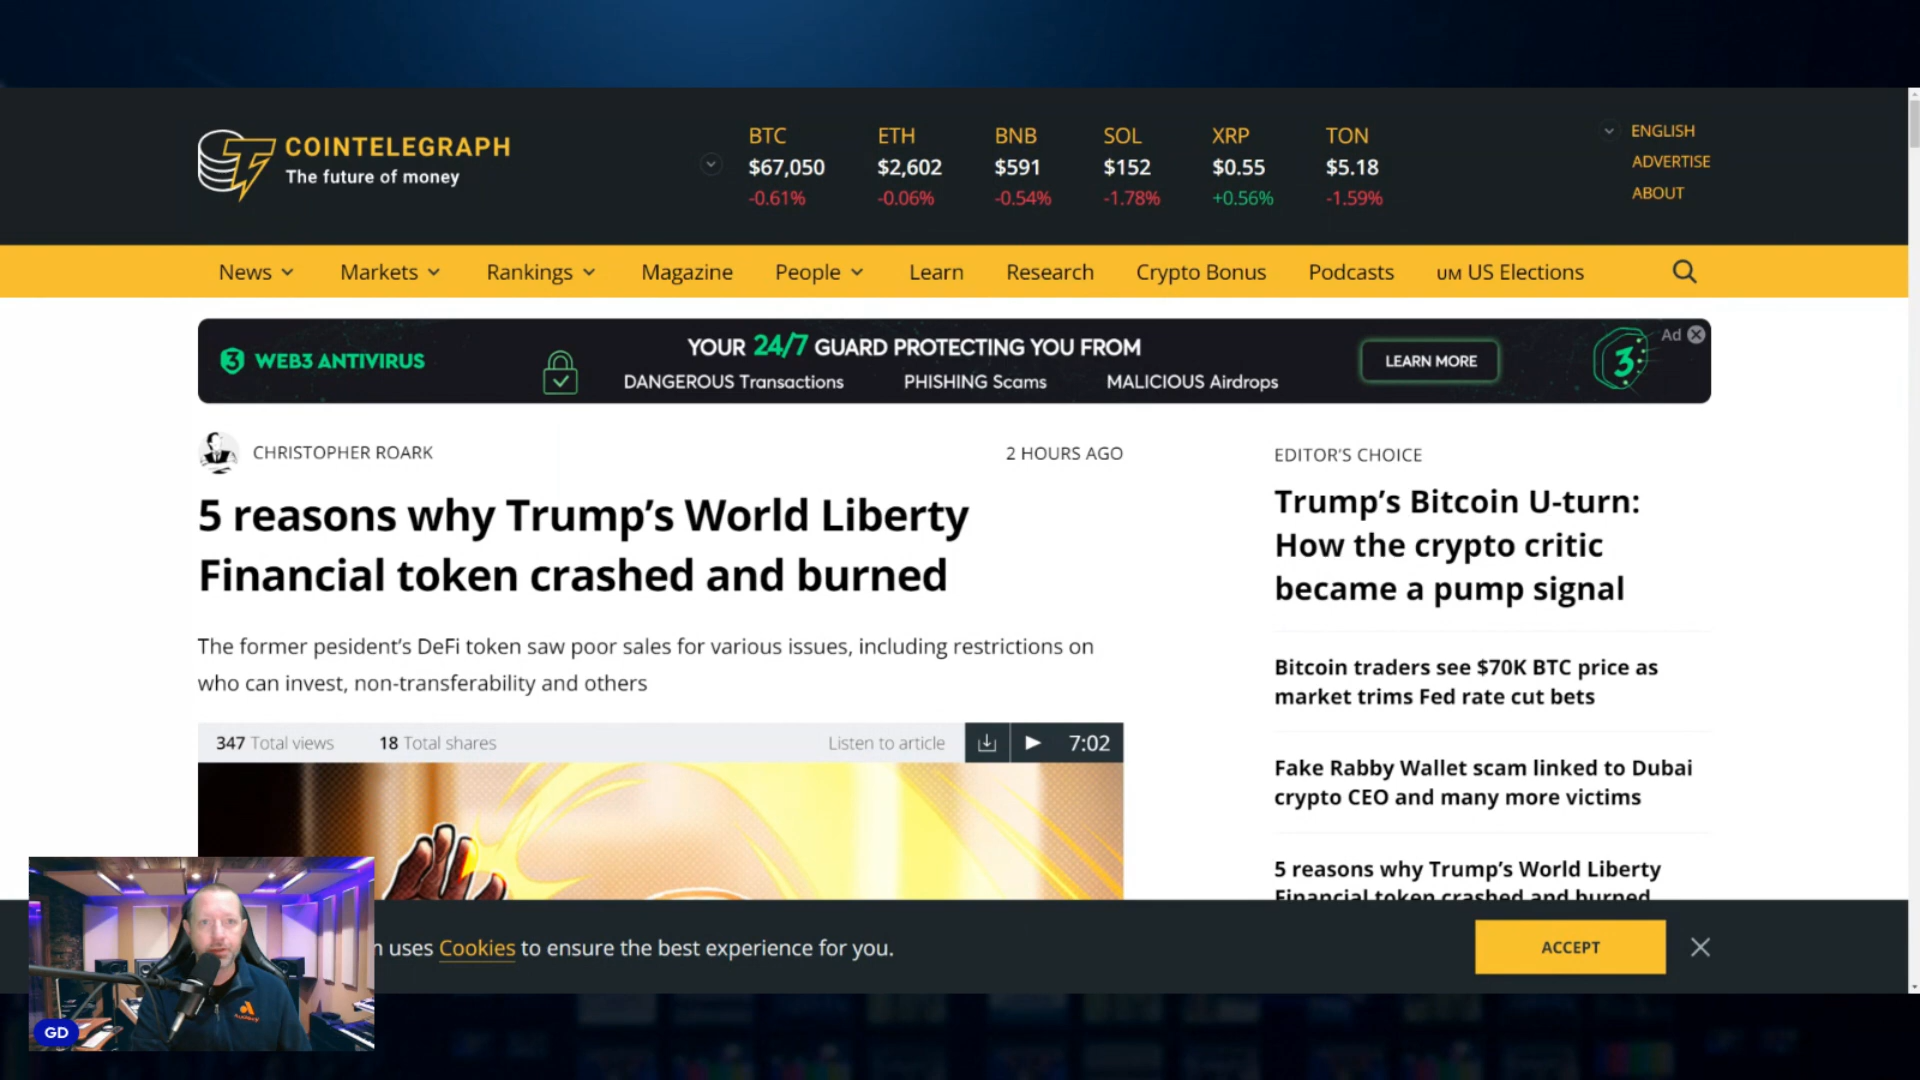 COINTELEGRAPH
The future of money
BTC
$67,050
-0.61%
ETH
$2,602
-0.06%
BNB
$591
-0.54%
SOL
$152
-1.78%
XRP
$0.55
+0.56%
TON
$5.18
-1.59%
ENGLISH
ADVERTISE
ABOUT
News Markets Rankings Magazine People Learn Research Crypto Bonus Podcasts UM US Elections
3 WEB3 ANTIVIRUS
YOUR 24/7 GUARD PROTECTING YOU FROM
DANGEROUS Transactions PHISHING Scams MALICIOUS Airdrops
LEARN MORE
3
Ad
CHRISTOPHER ROARK
2 HOURS AGO
5 reasons why Trump's World Liberty
Financial token crashed and burned
The former pesident's DeFi token saw poor sales for various issues, including restrictions on
who can invest, non-transferability and others
347 Total views 18 Total shares Listen to article 7:02
EDITOR'S CHOICE
Trump's Bitcoin U-turn:
How the crypto critic
became a pump signal
Bitcoin traders see $70K BTC price as
market trims Fed rate cut bets
Fake Rabby Wallet scam linked to Dubai
crypto CEO and many more victims
5 reasons why Trump's World Liberty
Financial token crashed and burned
uses Cookies to ensure the best experience for you.
ACCEPT
GD